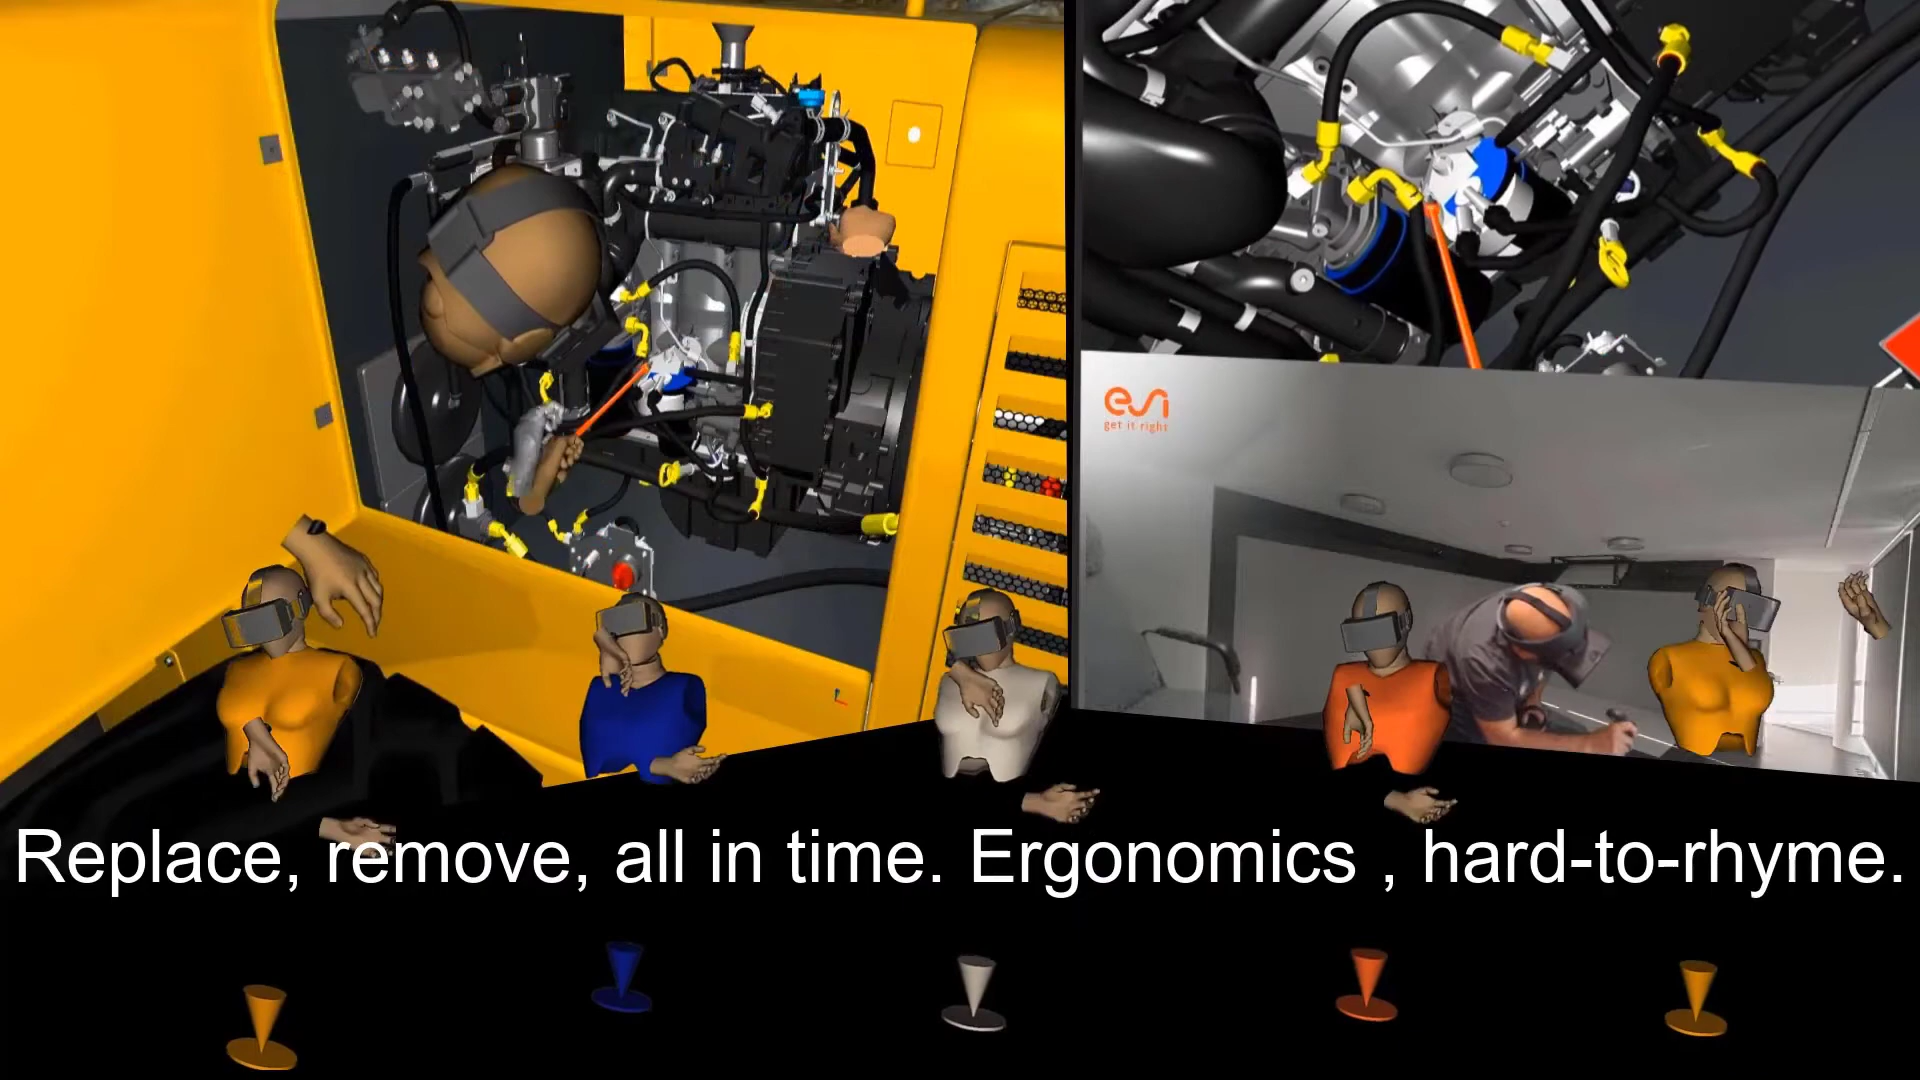 esi
get it right
Replace, remove, all in time. Ergonomics , hard-to-rhyme.